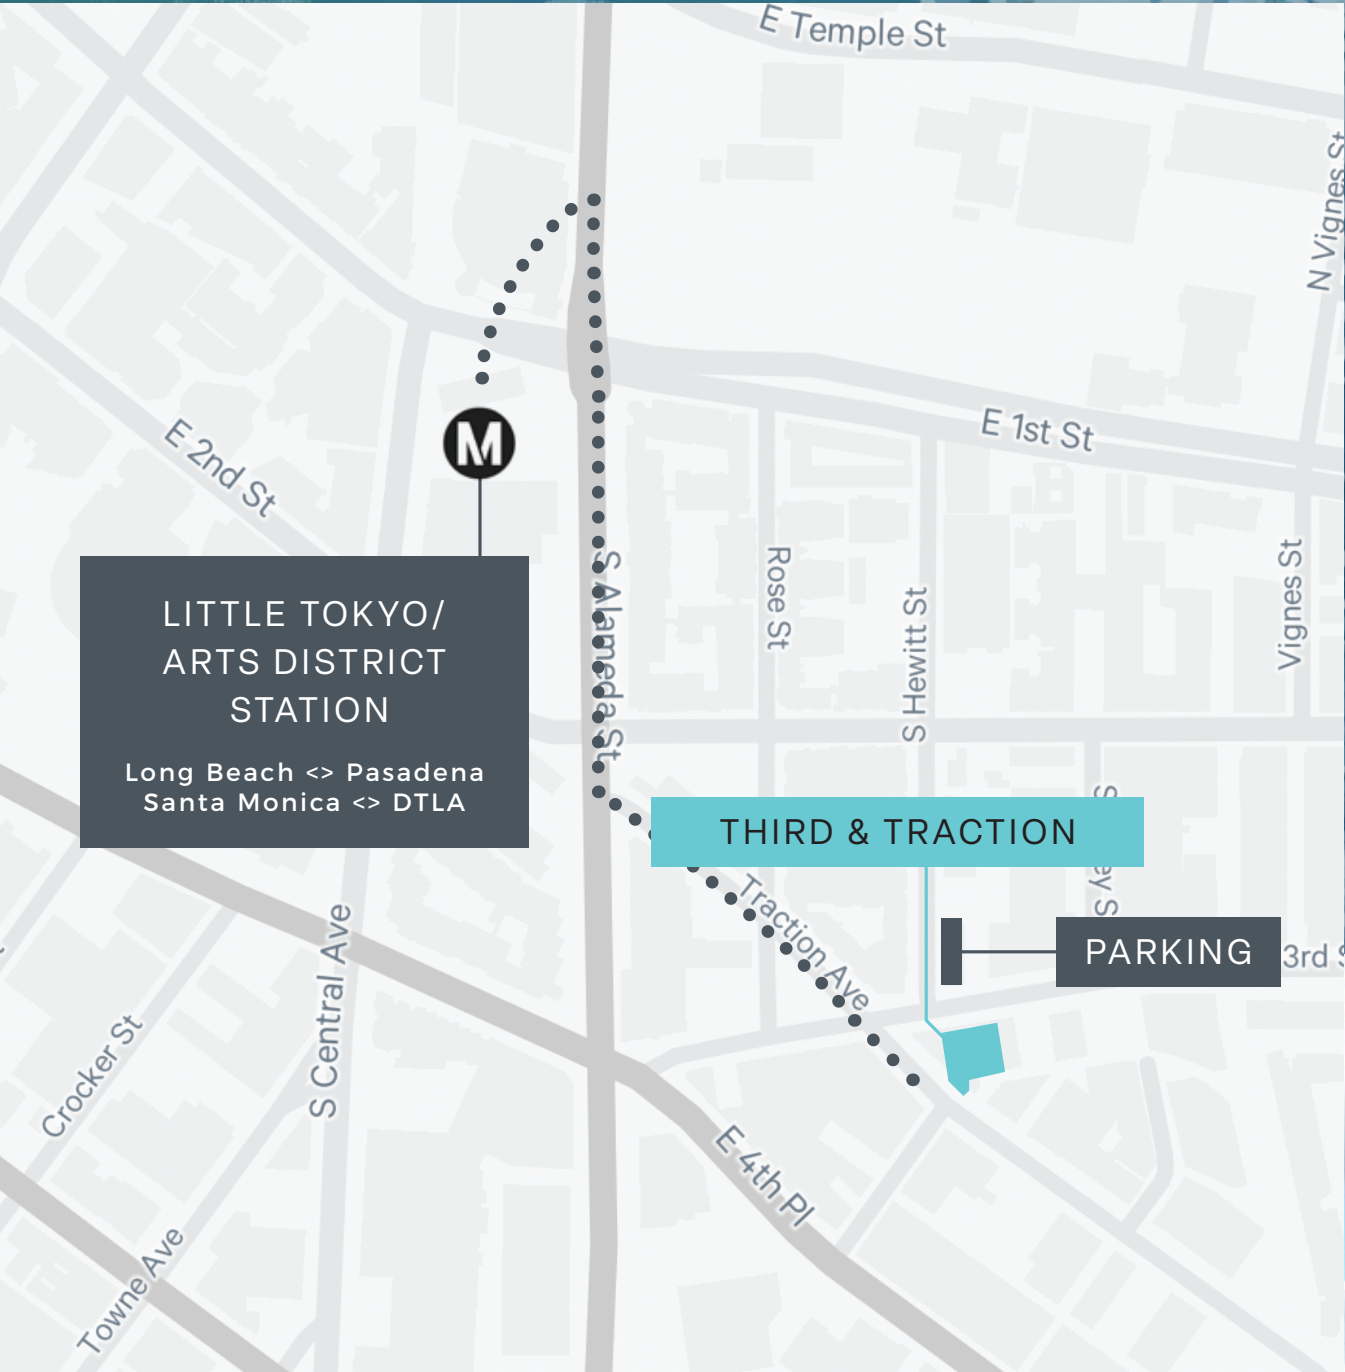 E Temple St
N Vignes St
E 1st St
E 2nd St
M
LITTLE TOKYO/
ARTS DISTRICT
STATION
Long Beach <> Pasadena
Santa Monica <> DTLA
S Alameda St
Rose St
S Hewitt St
Vignes St
THIRD & TRACTION
Traction Ave
PARKING
3rd
S Central Ave
Crocker St
E 4th Pl
Towne Ave